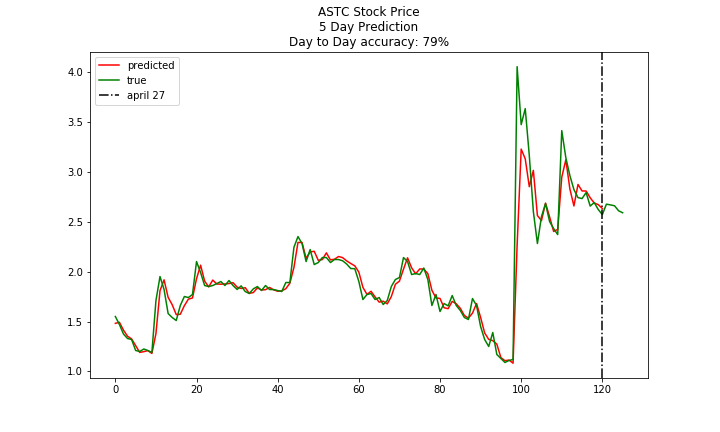 ASTC Stock Price
5 Day Prediction
Day to Day accuracy: 79%
predicted
true
april 27
4.0
3.5
3.0
2.5
2.0
1.5
1.0
0 20 40 60 80 100 120